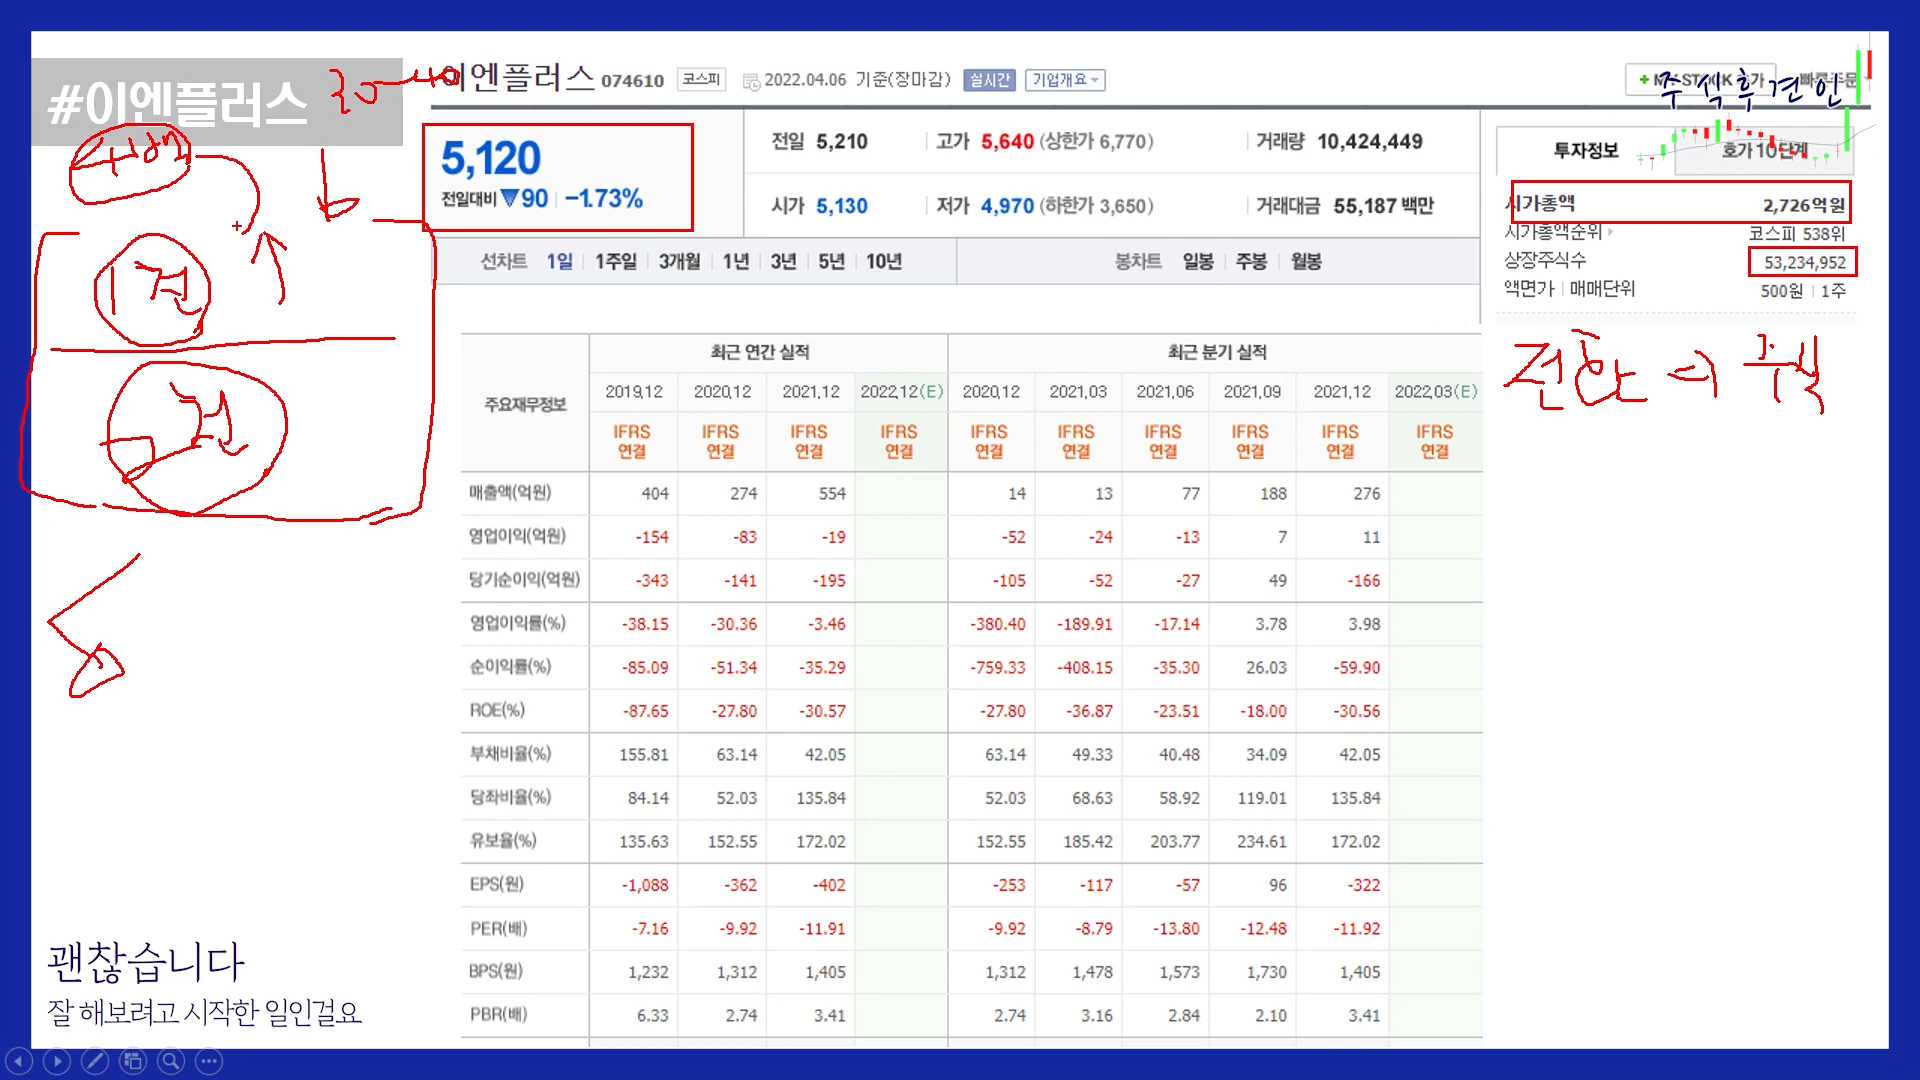 #이엔플러스
30~40
이엔플러스 074610 코스피 2022.04.06 기준(장마감) 실시간 기업개요
주식후견인
5,120
전일대비 ▼90 | -1.73%
전일 5,210 고가 5,640 (상한가 6,770) 거래량 10,424,449
시가 5,130 저가 4,970 (하한가 3,650) 거래대금 55,187 백만
선차트 1일 1주일 3개월 1년 3년 5년 10년 봉차트 일봉 주봉 월봉
투자정보 호가 10단계
시가총액 2,726억원
시가총액순위 코스피 538위
상장주식수 53,234,952
액면가 | 매매단위 500원 | 1주
주요재무정보 최근 연간 실적 최근 분기 실적
2019.12 2020.12 2021.12 2022.12(E) 2020.12 2021.03 2021.06 2021.09 2021.12 2022.03(E)
IFRS 연결 IFRS 연결 IFRS 연결 IFRS 연결 IFRS 연결 IFRS 연결 IFRS 연결 IFRS 연결 IFRS 연결 IFRS 연결
매출액(억원) 404 274 554 14 13 77 188 276
영업이익(억원) -154 -83 -19 -52 -24 -13 7 11
당기순이익(억원) -343 -141 -195 -105 -52 -27 49 -166
영업이익률(%) -38.15 -30.36 -3.46 -380.40 -189.91 -17.14 3.78 3.98
순이익률(%) -85.09 -51.34 -35.29 -759.33 -408.15 -35.30 26.03 -59.90
ROE(%) -87.65 -27.80 -30.57 -27.80 -36.87 -23.51 -18.00 -30.56
부채비율(%) 155.81 63.14 42.05 63.14 49.33 40.48 34.09 42.05
당좌비율(%) 84.14 52.03 135.84 52.03 68.63 58.92 119.01 135.84
유보율(%) 135.63 152.55 172.02 152.55 185.42 203.77 234.61 172.02
EPS(원) -1,088 -362 -402 -253 -117 -57 96 -322
PER(배) -7.16 -9.92 -11.91 -9.92 -8.79 -13.80 -12.48 -11.92
BPS(원) 1,232 1,312 1,405 1,312 1,478 1,573 1,730 1,405
PBR(배) 6.33 2.74 3.41 2.74 3.16 2.84 2.10 3.41
괜찮습니다
잘 해보려고 시작한 일인걸요